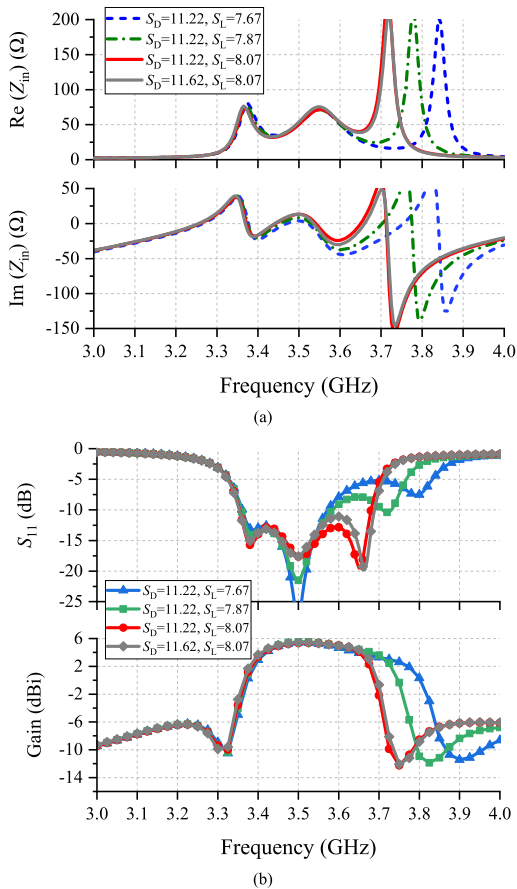 200
150
100
50
0
Re (Zin) (Ω)
SD=11.22, SL=7.67
SD=11.22, SL=7.87
SD=11.22, SL=8.07
SD=11.62, SL=8.07
50
0
-50
-100
-150
Im (Zin) (Ω)
3.0 3.1 3.2 3.3 3.4 3.5 3.6 3.7 3.8 3.9 4.0
Frequency (GHz)
(a)
0
-5
-10
-15
-20
-25
S11 (dB)
SD=11.22, SL=7.67
SD=11.22, SL=7.87
SD=11.22, SL=8.07
SD=11.62, SL=8.07
6
2
-2
-6
-10
-14
Gain (dBi)
3.0 3.1 3.2 3.3 3.4 3.5 3.6 3.7 3.8 3.9 4.0
Frequency (GHz)
(b)